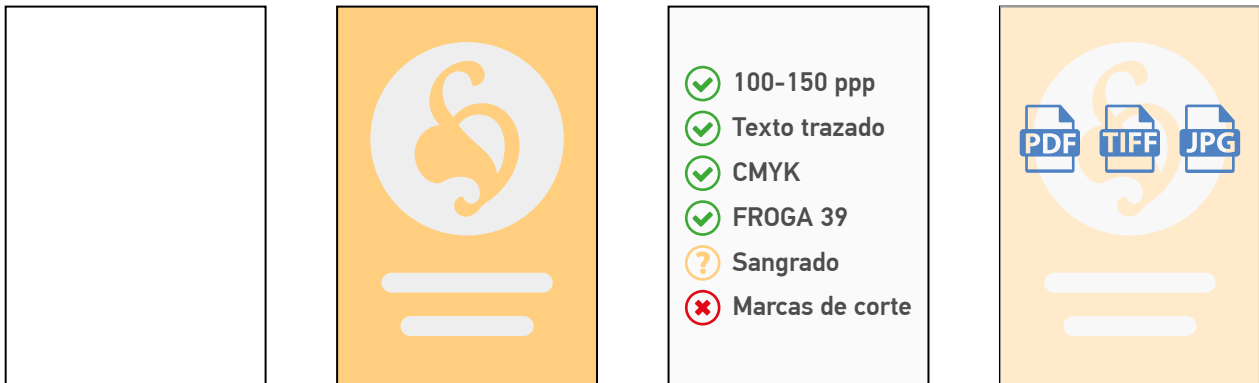 100-150 ppp
Texto trazado
CMYK
FROGA 39
Sangrado
Marcas de corte
PDF TIFF JPG